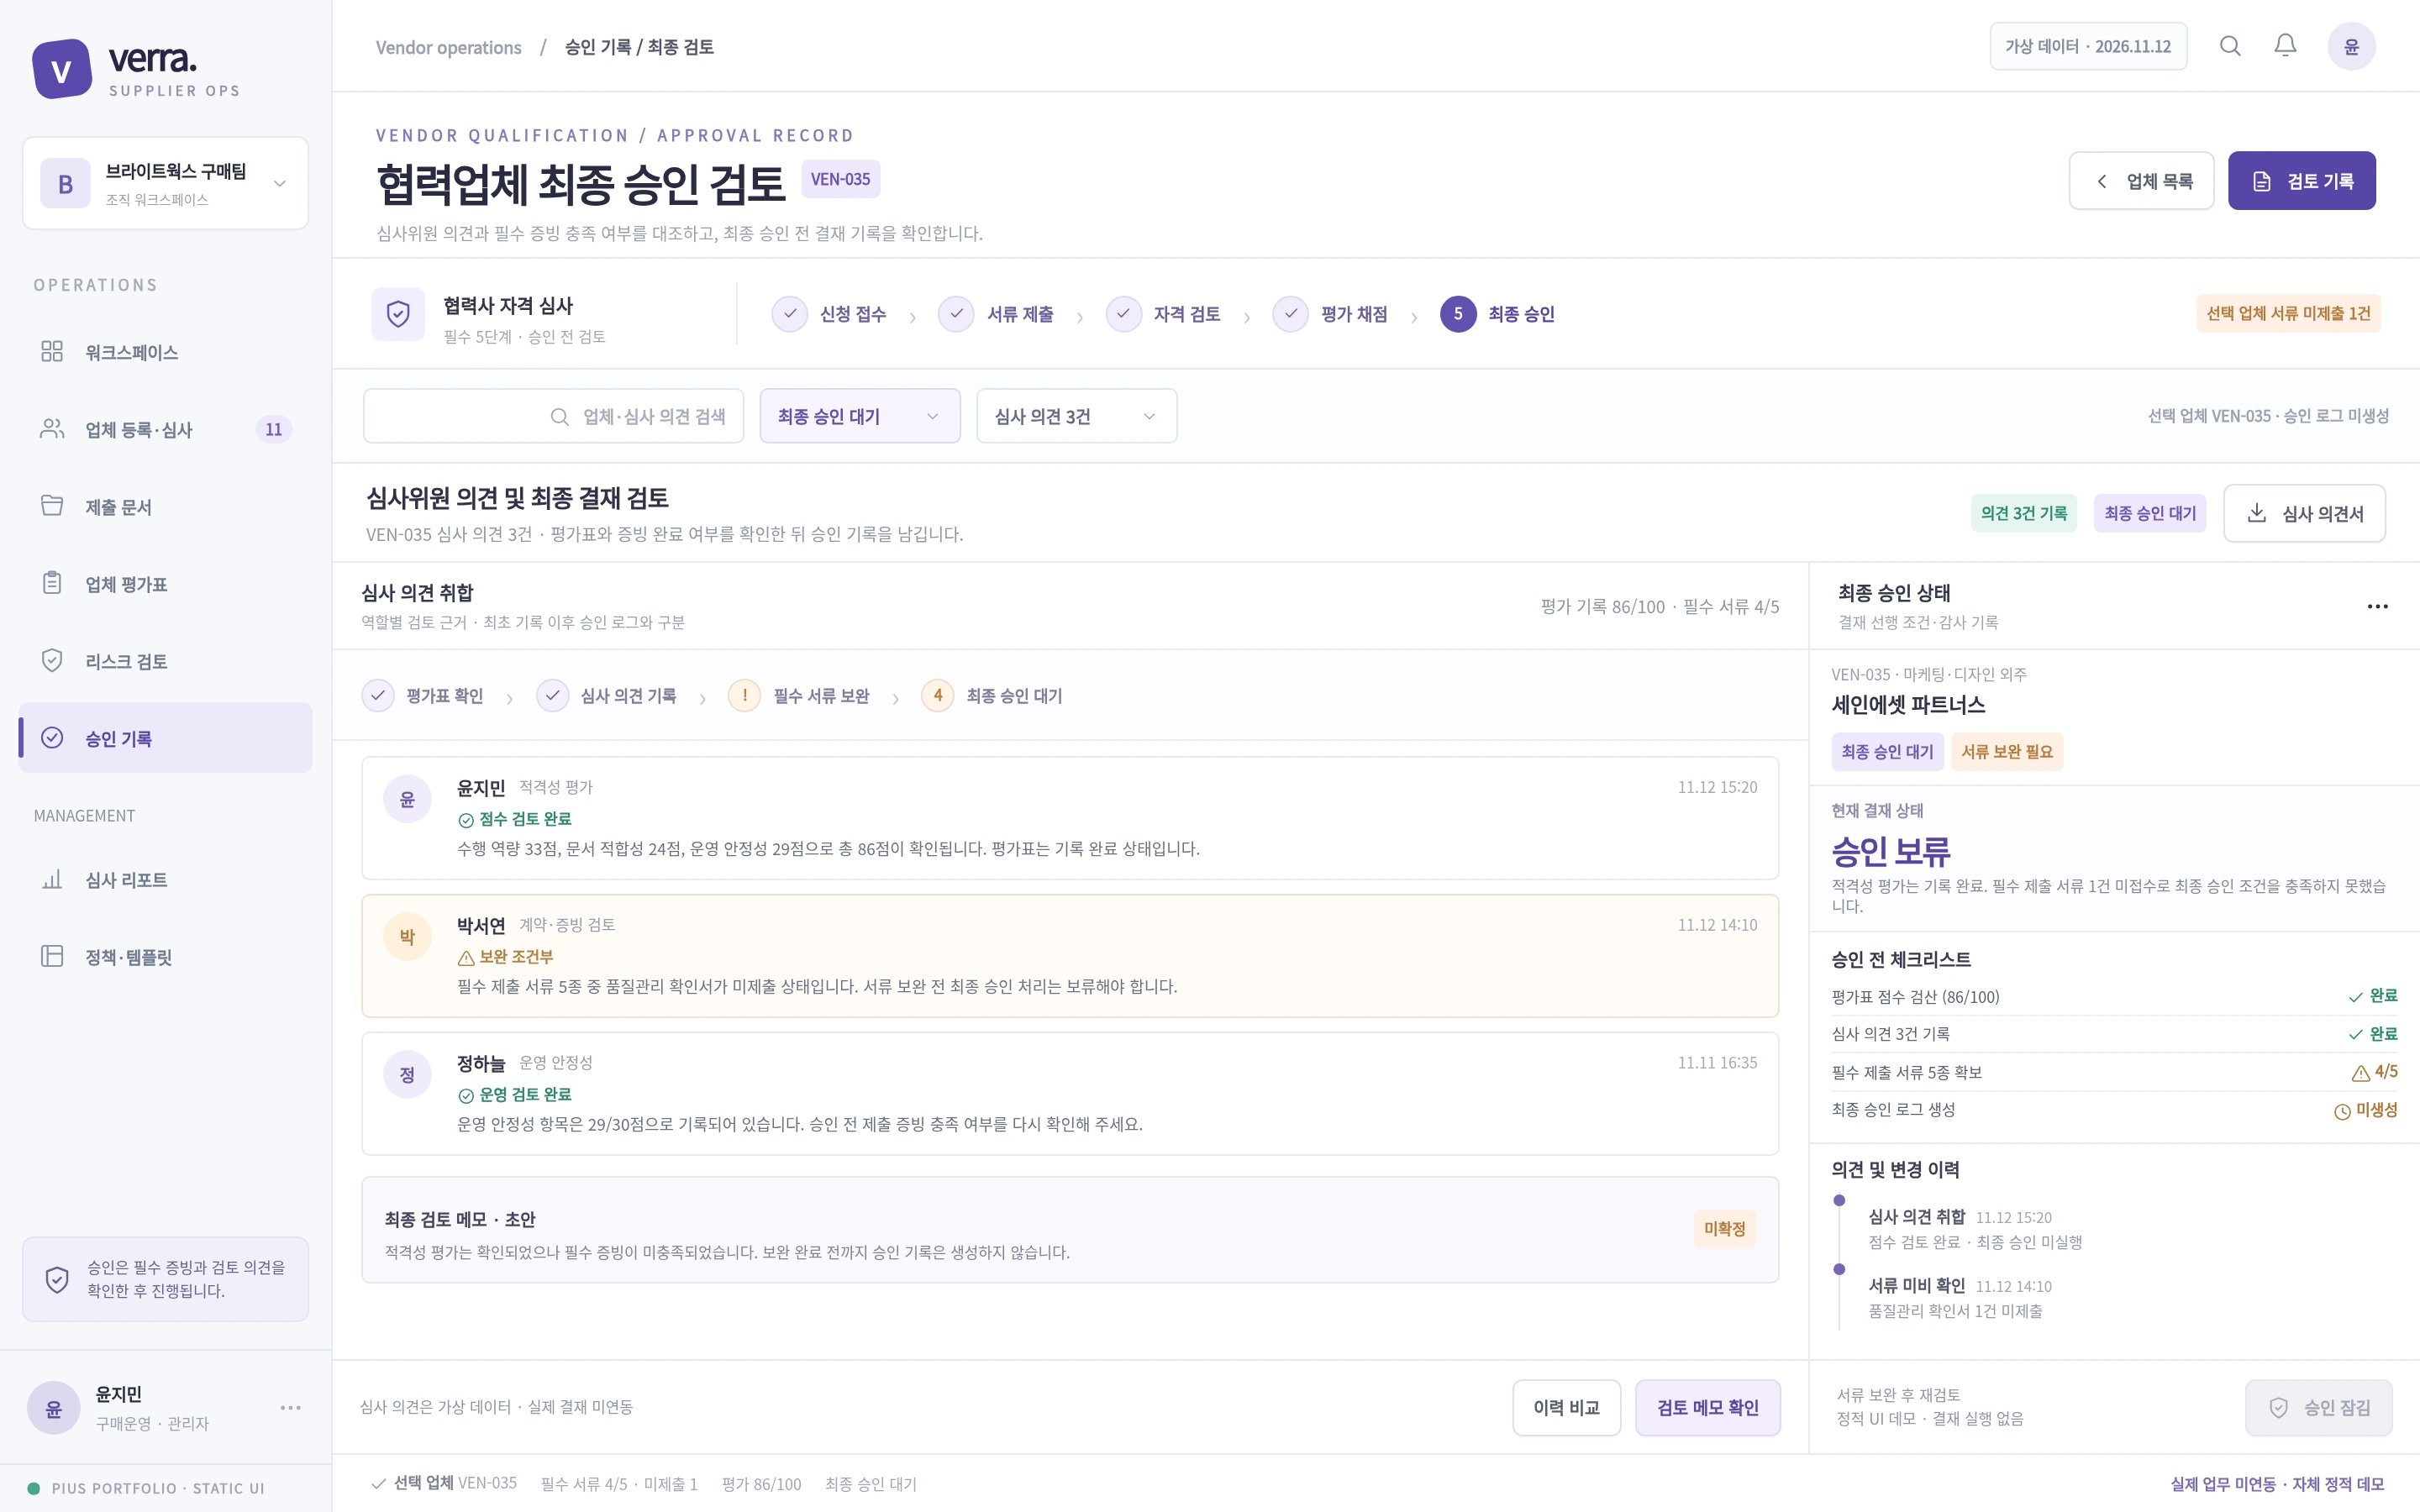 V
verra.
SUPPLIER OPS
B
브라이트웍스 구매팀
조직 워크스페이스
OPERATIONS
워크스페이스
업체 등록·심사
11
제출 문서
업체 평가표
리스크 검토
승인 기록
MANAGEMENT
심사 리포트
정책·템플릿
승인은 필수 증빙과 검토 의견을
확인한 후 진행됩니다.
윤
윤지민
구매운영 · 관리자
PIUS PORTFOLIO · STATIC UI
Vendor operations / 승인 기록 / 최종 검토
가상 데이터 · 2026.11.12
윤
VENDOR QUALIFICATION / APPROVAL RECORD
협력업체 최종 승인 검토
VEN-035
심사위원 의견과 필수 증빙 충족 여부를 대조하고, 최종 승인 전 결재 기록을 확인합니다.
업체 목록
검토 기록
협력사 자격 심사
필수 5단계 · 승인 전 검토
신청 접수
서류 제출
자격 검토
평가 채점
5
최종 승인
선택 업체 서류 미제출 1건
업체·심사 의견 검색
최종 승인 대기
심사 의견 3건
선택 업체 VEN-035 · 승인 로그 미생성
심사위원 의견 및 최종 결재 검토
VEN-035 심사 의견 3건 · 평가표와 증빙 완료 여부를 확인한 뒤 승인 기록을 남깁니다.
의견 3건 기록
최종 승인 대기
심사 의견서
심사 의견 취합
역할별 검토 근거 · 최초 기록 이후 승인 로그와 구분
평가 기록 86/100 · 필수 서류 4/5
평가표 확인
심사 의견 기록
!
필수 서류 보완
4
최종 승인 대기
윤
윤지민 적격성 평가
11.12 15:20
점수 검토 완료
수행 역량 33점, 문서 적합성 24점, 운영 안정성 29점으로 총 86점이 확인됩니다. 평가표는 기록 완료 상태입니다.
박
박서연 계약·증빙 검토
11.12 14:10
보완 조건부
필수 제출 서류 5종 중 품질관리 확인서가 미제출 상태입니다. 서류 보완 전 최종 승인 처리는 보류해야 합니다.
정
정하늘 운영 안정성
11.11 16:35
운영 검토 완료
운영 안정성 항목은 29/30점으로 기록되어 있습니다. 승인 전 제출 증빙 충족 여부를 다시 확인해 주세요.
최종 검토 메모 · 초안
적격성 평가는 확인되었으나 필수 증빙이 미충족되었습니다. 보완 완료 전까지 승인 기록은 생성하지 않습니다.
미확정
심사 의견은 가상 데이터 · 실제 결재 미연동
이력 비교
검토 메모 확인
최종 승인 상태
결재 선행 조건·감사 기록
VEN-035 · 마케팅·디자인 외주
세인에셋 파트너스
최종 승인 대기
서류 보완 필요
현재 결재 상태
승인 보류
적격성 평가는 기록 완료. 필수 제출 서류 1건 미접수로 최종 승인 조건을 충족하지 못했습
니다.
승인 전 체크리스트
평가표 점수 검산 (86/100)
완료
심사 의견 3건 기록
완료
필수 제출 서류 5종 확보
4/5
최종 승인 로그 생성
미생성
의견 및 변경 이력
심사 의견 취합 11.12 15:20
점수 검토 완료 · 최종 승인 미실행
서류 미비 확인 11.12 14:10
품질관리 확인서 1건 미제출
서류 보완 후 재검토
정적 UI 데모 · 결재 실행 없음
승인 잠김
선택 업체 VEN-035
필수 서류 4/5 · 미제출 1
평가 86/100
최종 승인 대기
실제 업무 미연동 · 자체 정적 데모